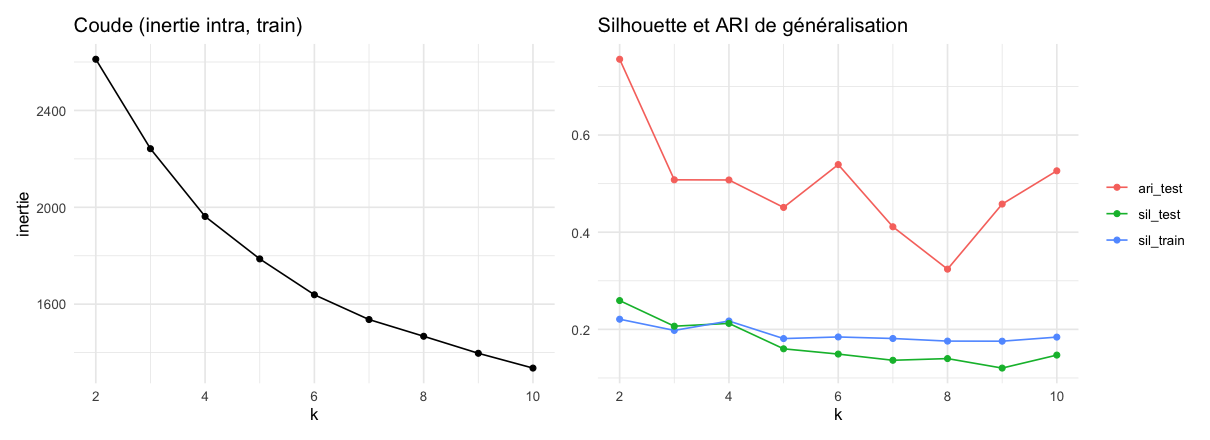 Coude (inertie intra, train)
inertie
2400
2000
1600
2 4 6 8 10
k
Silhouette et ARI de généralisation
0.6
0.4
0.2
2 4 6 8 10
k
ari_test
sil_test
sil_train